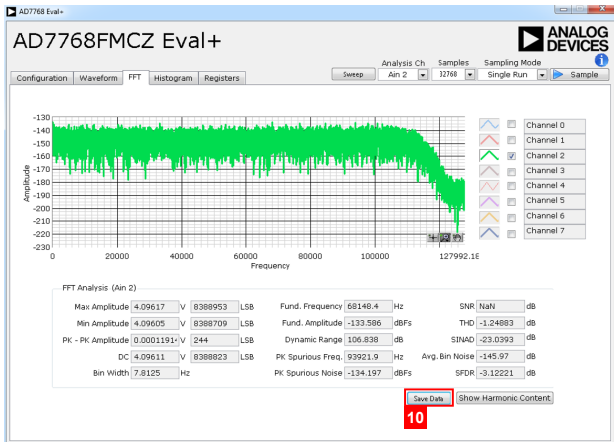 AD7768 Eval+
AD7768FMCZ Eval+
ANALOG
DEVICES
Analysis Ch Samples Sampling Mode
Configuration Waveform FFT Histogram Registers
Sweep Ain 2 32768 Single Run Sample
-130
-140
-150
-160
-170
-180
-190
-200
-210
-220
-230
Amplitude
0 20000 40000 60000 80000 100000 127992.18
Frequency
Channel 0
Channel 1
Channel 2
Channel 3
Channel 4
Channel 5
Channel 6
Channel 7
FFT Analysis (Ain 2)
Max Amplitude 4.09617 V 8388953 LSB Fund. Frequency 68148.4 Hz SNR NaN dB
Min Amplitude 4.09605 V 8388709 LSB Fund. Amplitude -133.586 dBFs THD -1.24883 dB
PK - PK Amplitude 0.00011914 V 244 LSB Dynamic Range 106.838 dB SINAD -23.0393 dB
DC 4.09611 V 8388823 LSB PK Spurious Freq. 93921.9 Hz Avg. Bin Noise -145.97 dB
Bin Width 7.8125 Hz PK Spurious Noise -134.197 dBFs SFDR -3.12221 dB
Save Data Show Harmonic Content
10